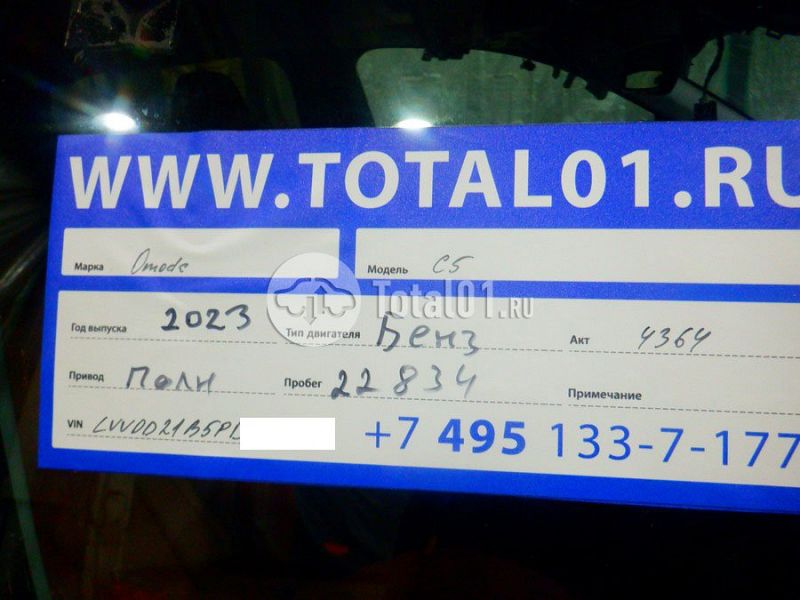 WWW.TOTAL01.RU
Марка Omoda Модель C5
Total01.RU
Год выпуска 2023 Тип двигателя Бенз Акт 4364
Привод Полн Пробег 22834 Примечание
VIN LVVDD21B5P
+7 495 133-7-177